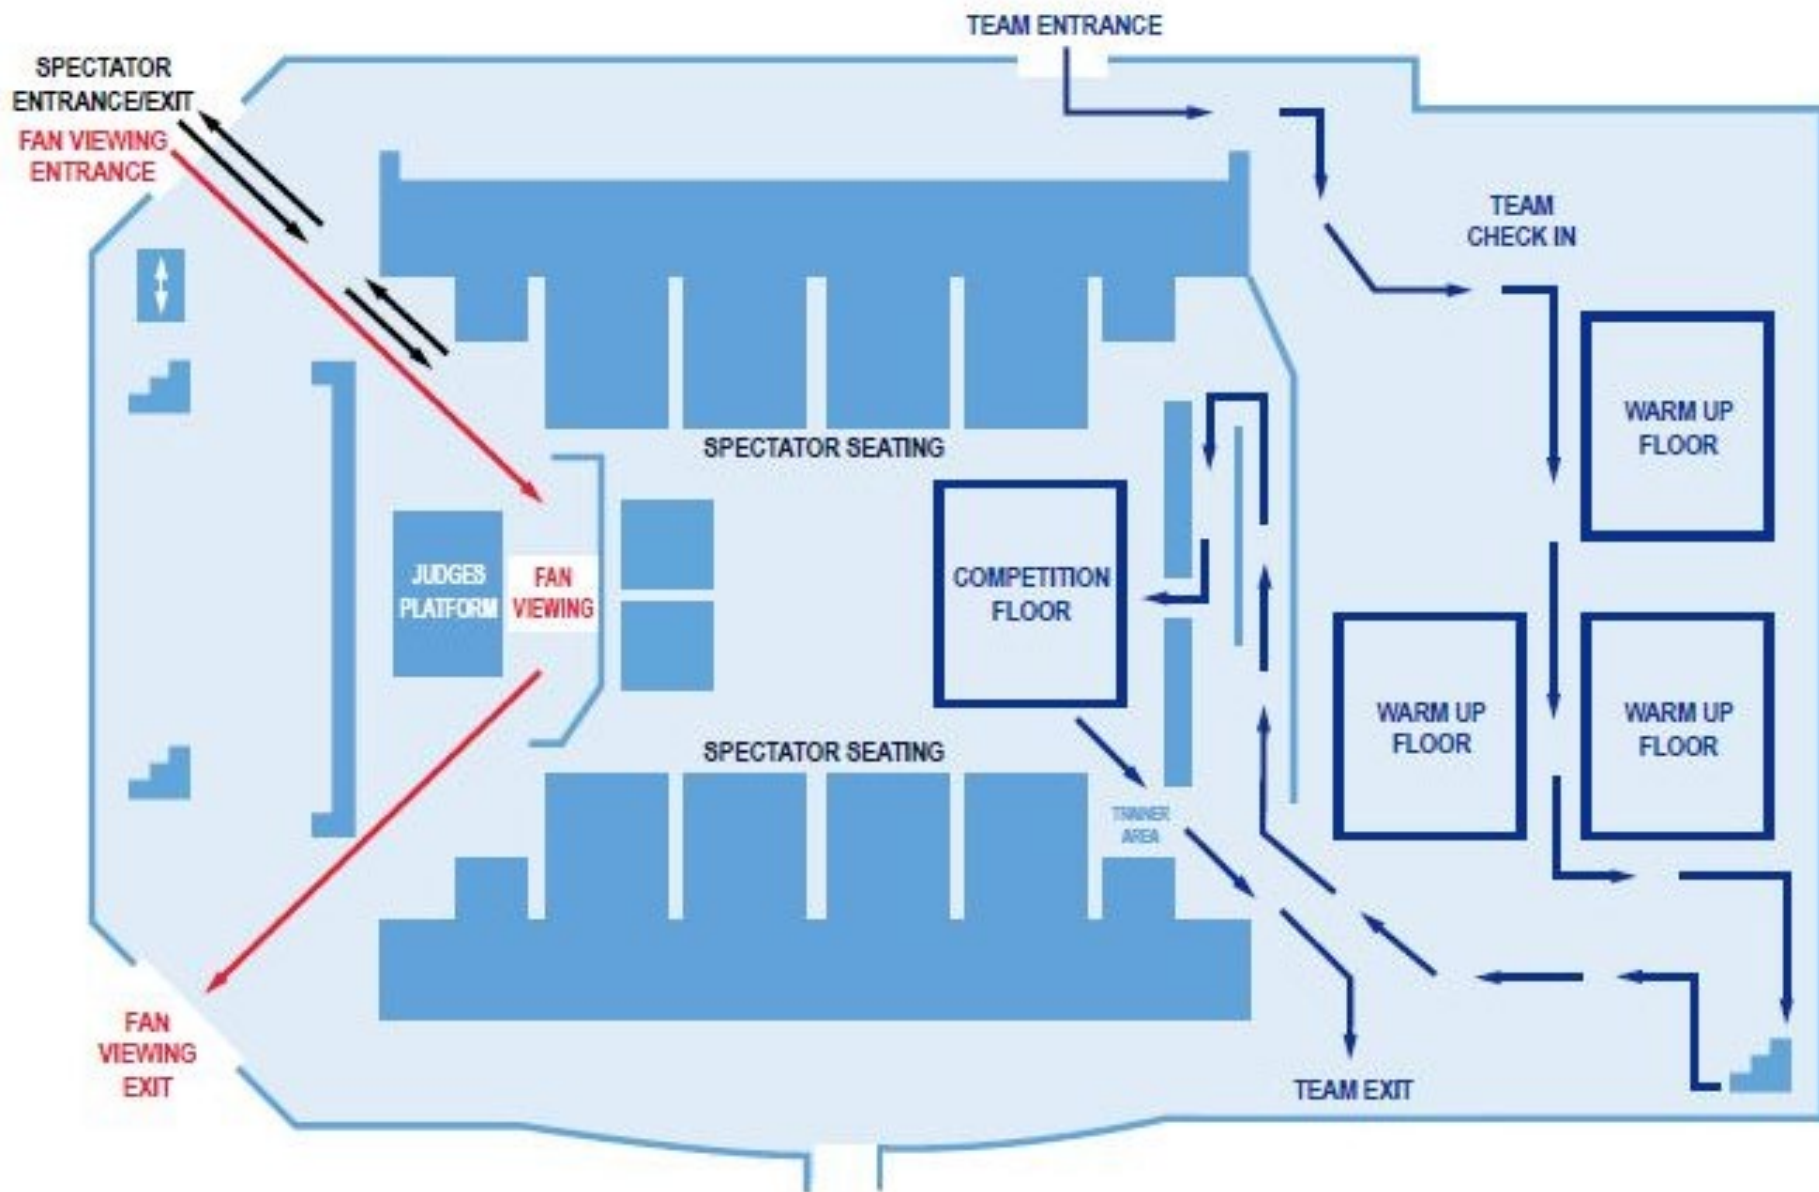 TEAM ENTRANCE
SPECTATOR
ENTRANCE/EXIT
FAN VIEWING
ENTRANCE
TEAM
CHECK IN
WARM UP
FLOOR
SPECTATOR SEATING
JUDGES
PLATFORM
FAN
VIEWING
COMPETITION
FLOOR
WARM UP
FLOOR
WARM UP
FLOOR
SPECTATOR SEATING
TRAINER
AREA
FAN
VIEWING
EXIT
TEAM EXIT